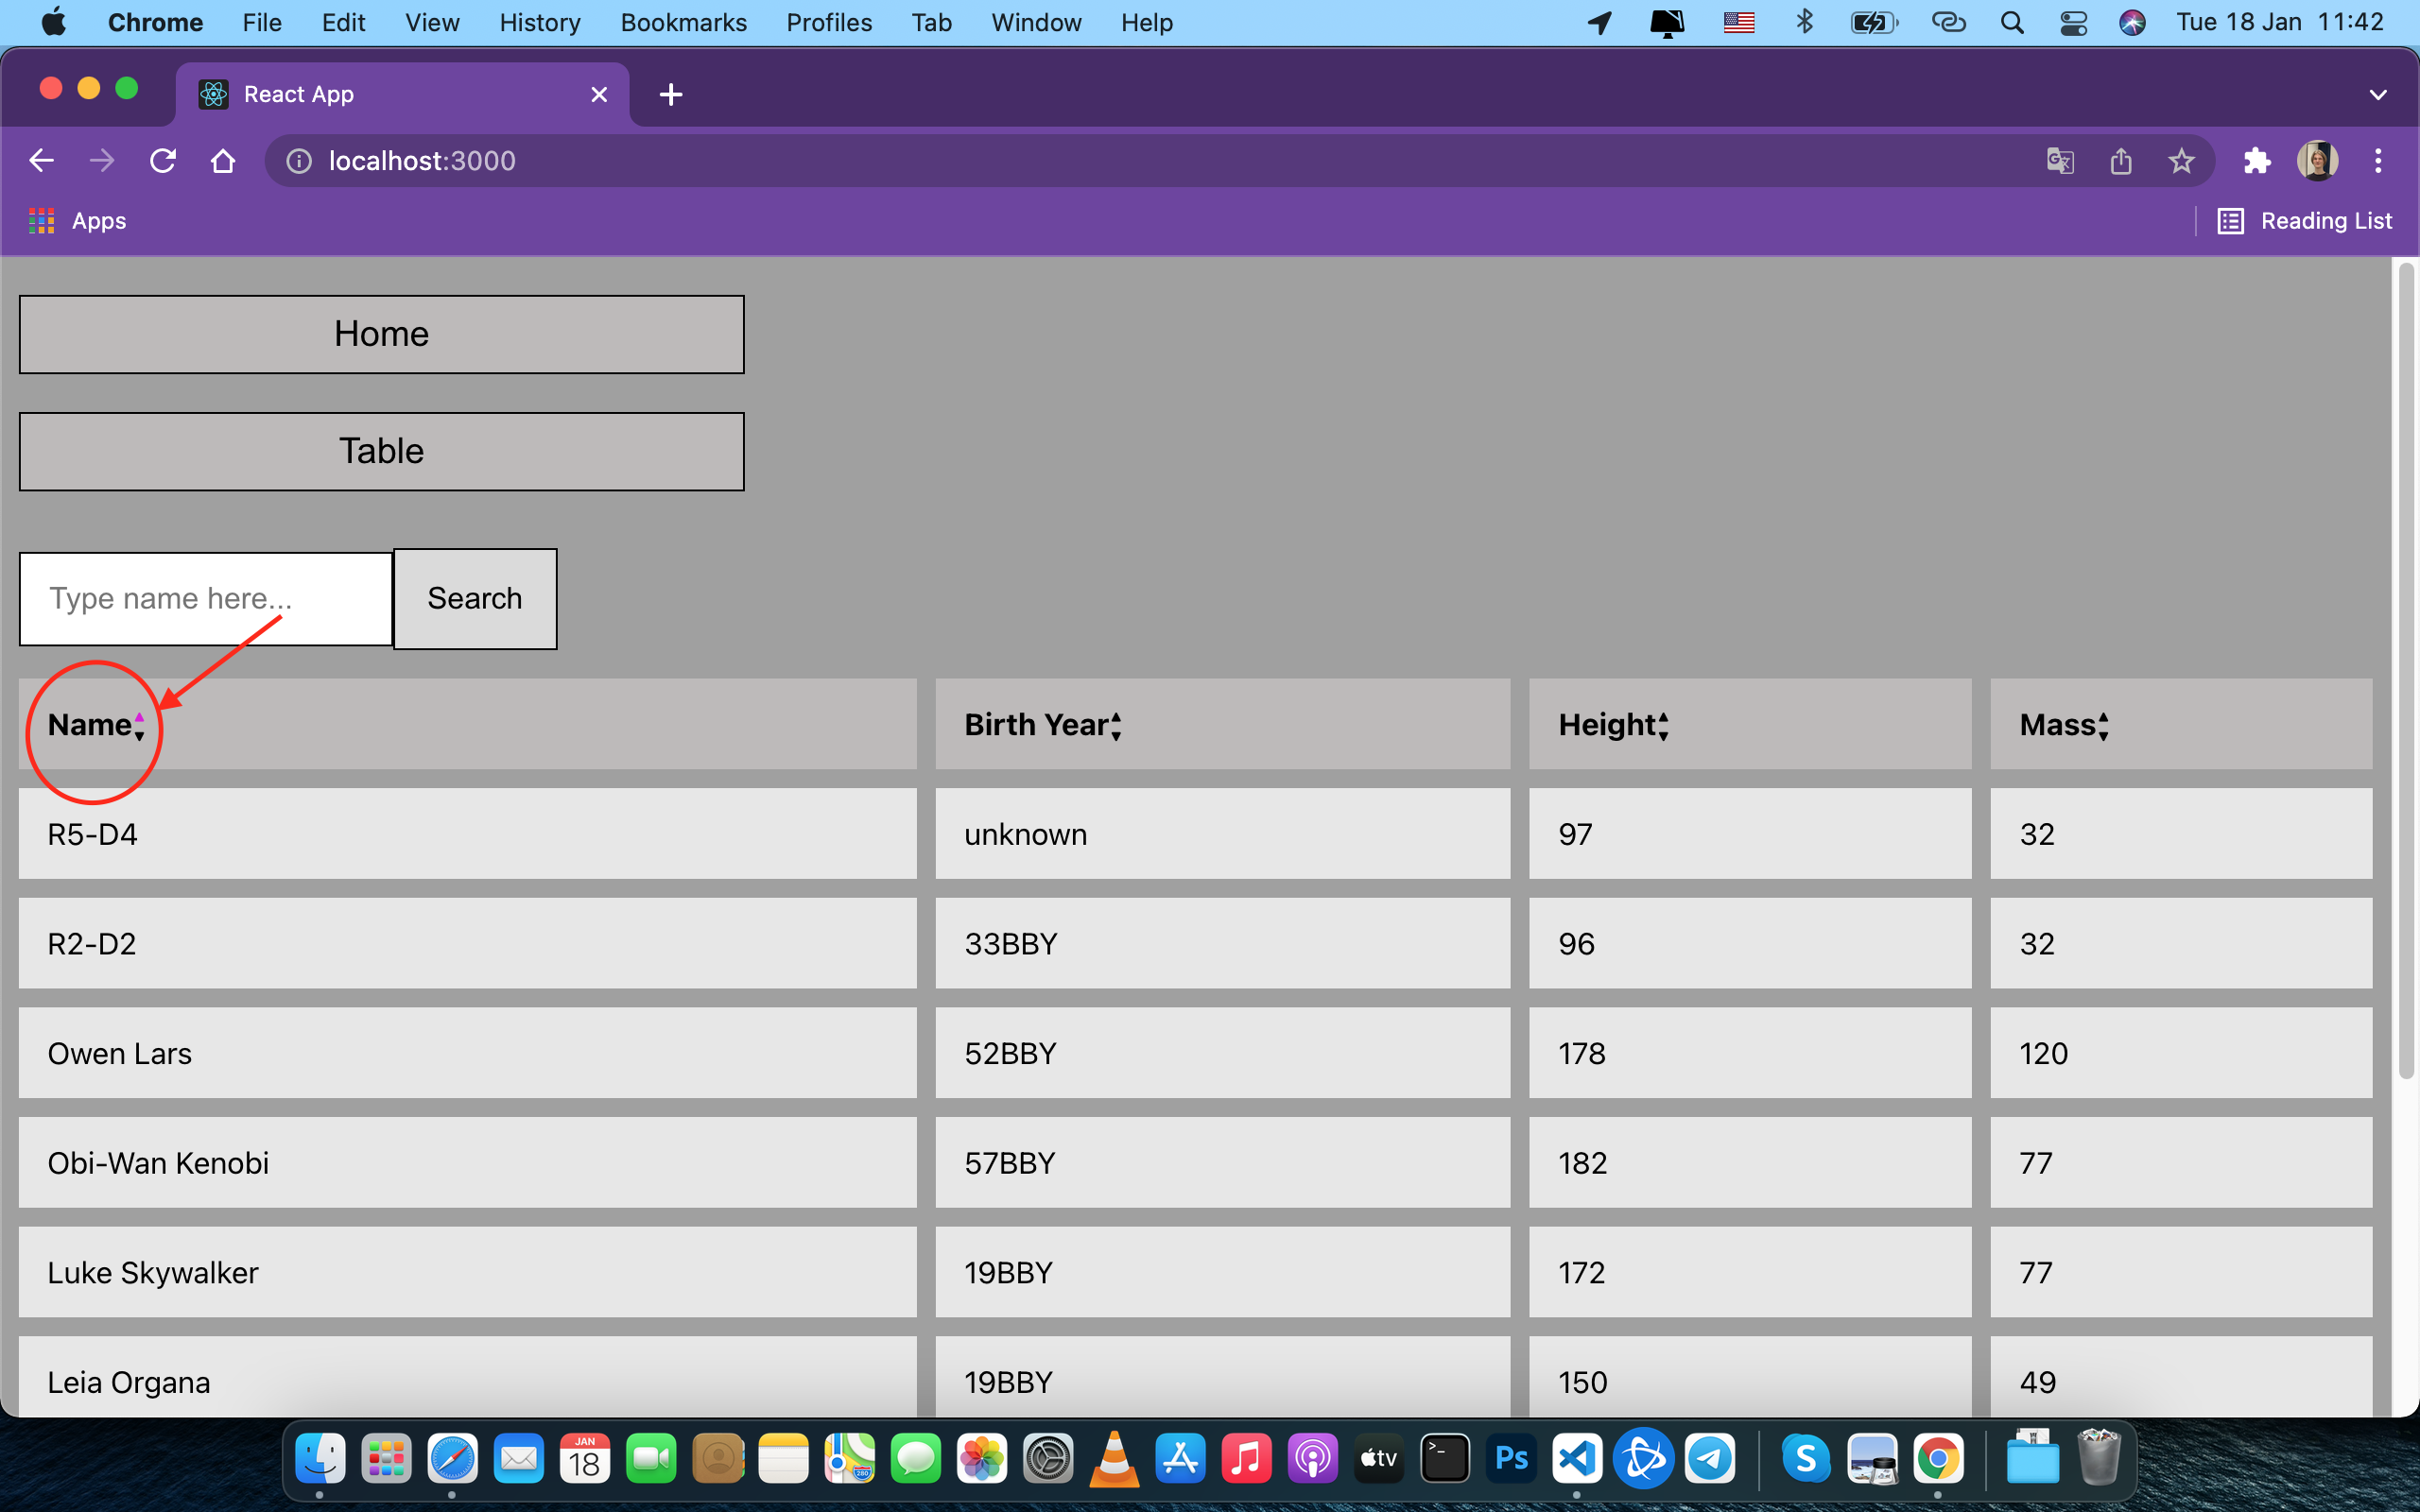 Chrome File Edit View History Bookmarks Profiles Tab Window Help Tue 18 Jan 11:42
React App
localhost:3000
Apps Reading List
Home
Table
Type name here... Search
Name Birth Year Height Mass
R5-D4 unknown 97 32
R2-D2 33BBY 96 32
Owen Lars 52BBY 178 120
Obi-Wan Kenobi 57BBY 182 77
Luke Skywalker 19BBY 172 77
Leia Organa 19BBY 150 49
JAN
18
280
tv
>_
Ps
S